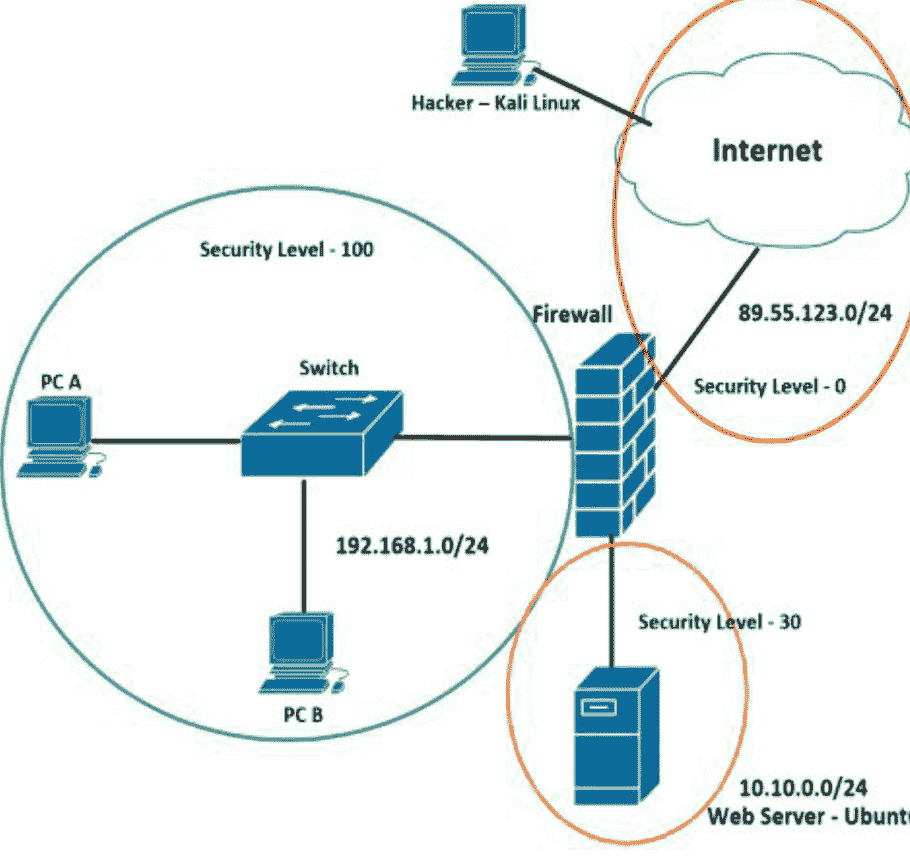 Hacker – Kali Linux
Internet
Security Level - 100
Firewall
89.55.123.0/24
Switch
PC A
Security Level - 0
192.168.1.0/24
Security Level - 30
PC B
10.10.0.0/24
Web Server - Ubuntu